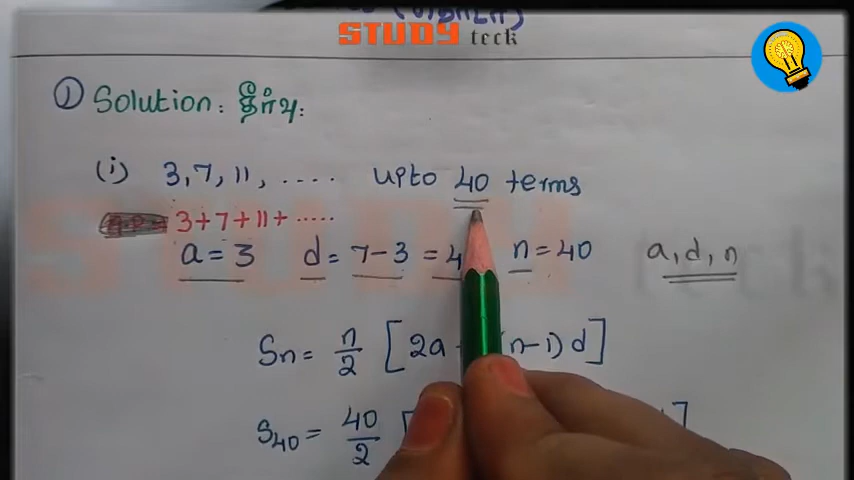 STUDY teck
① Solution: தீர்வு:
(i) 3, 7, 11, .... upto 40 terms
3+7+11+.....
a = 3 d = 7-3 = 4 n = 40 a, d, n
Sn = n/2 [2a (n-1) d]
S40 = 40/2 [ ]